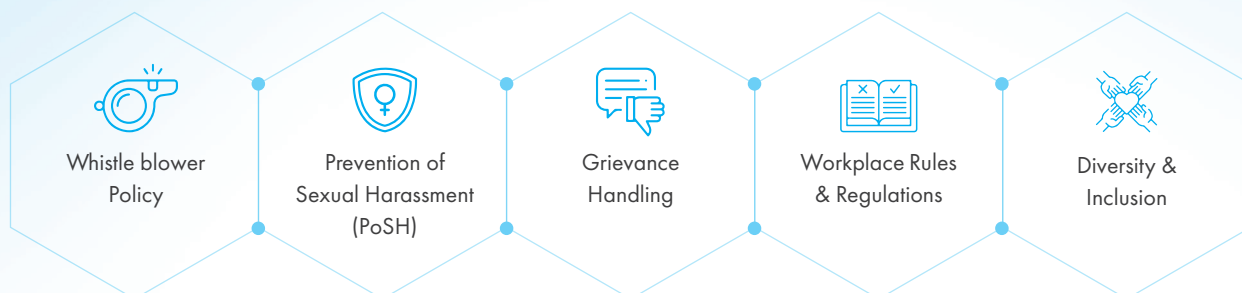 Whistle blower
Policy
Prevention of
Sexual Harassment
(PoSH)
Grievance
Handling
Workplace Rules
& Regulations
Diversity &
Inclusion